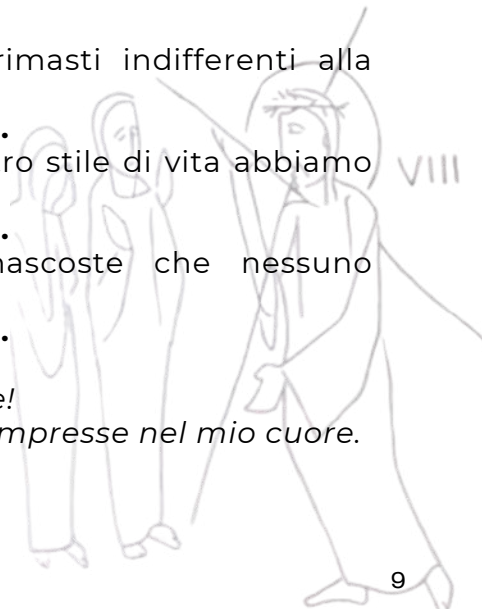 rimasti indifferenti alla
.
ro stile di vita abbiamo
.
nascoste che nessuno
.
e!
mpresse nel mio cuore.
VIII
9